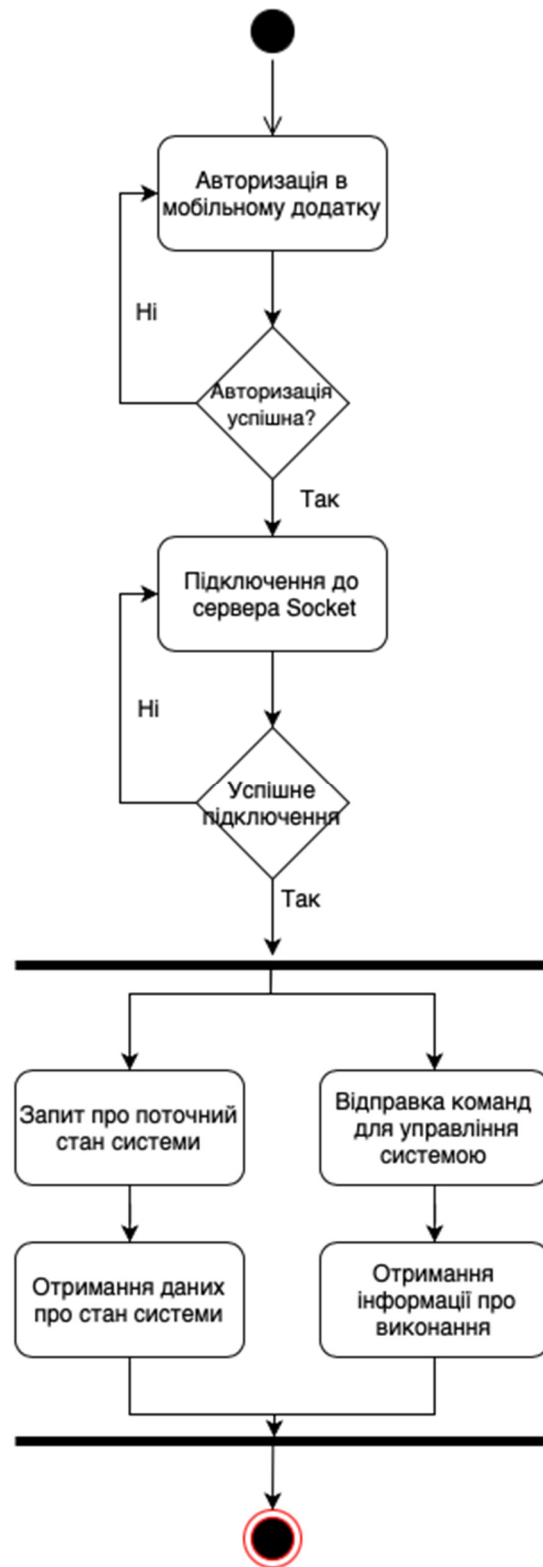 Авторизація в
мобільному додатку
Ні
Авторизація
успішна?
Так
Підключення до
сервера Socket
Ні
Успішне
підключення
Так
Запит про поточний
стан системи
Відправка команд
для управління
системою
Отримання даних
про стан системи
Отримання
інформації про
виконання